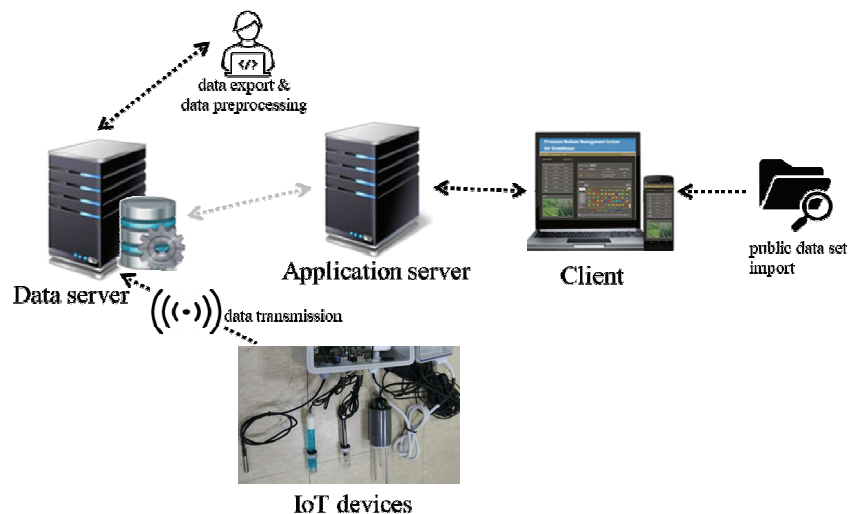 data export &
data preprocessing
Application server
Client
public data set
import
Data server
data transmission
IoT devices